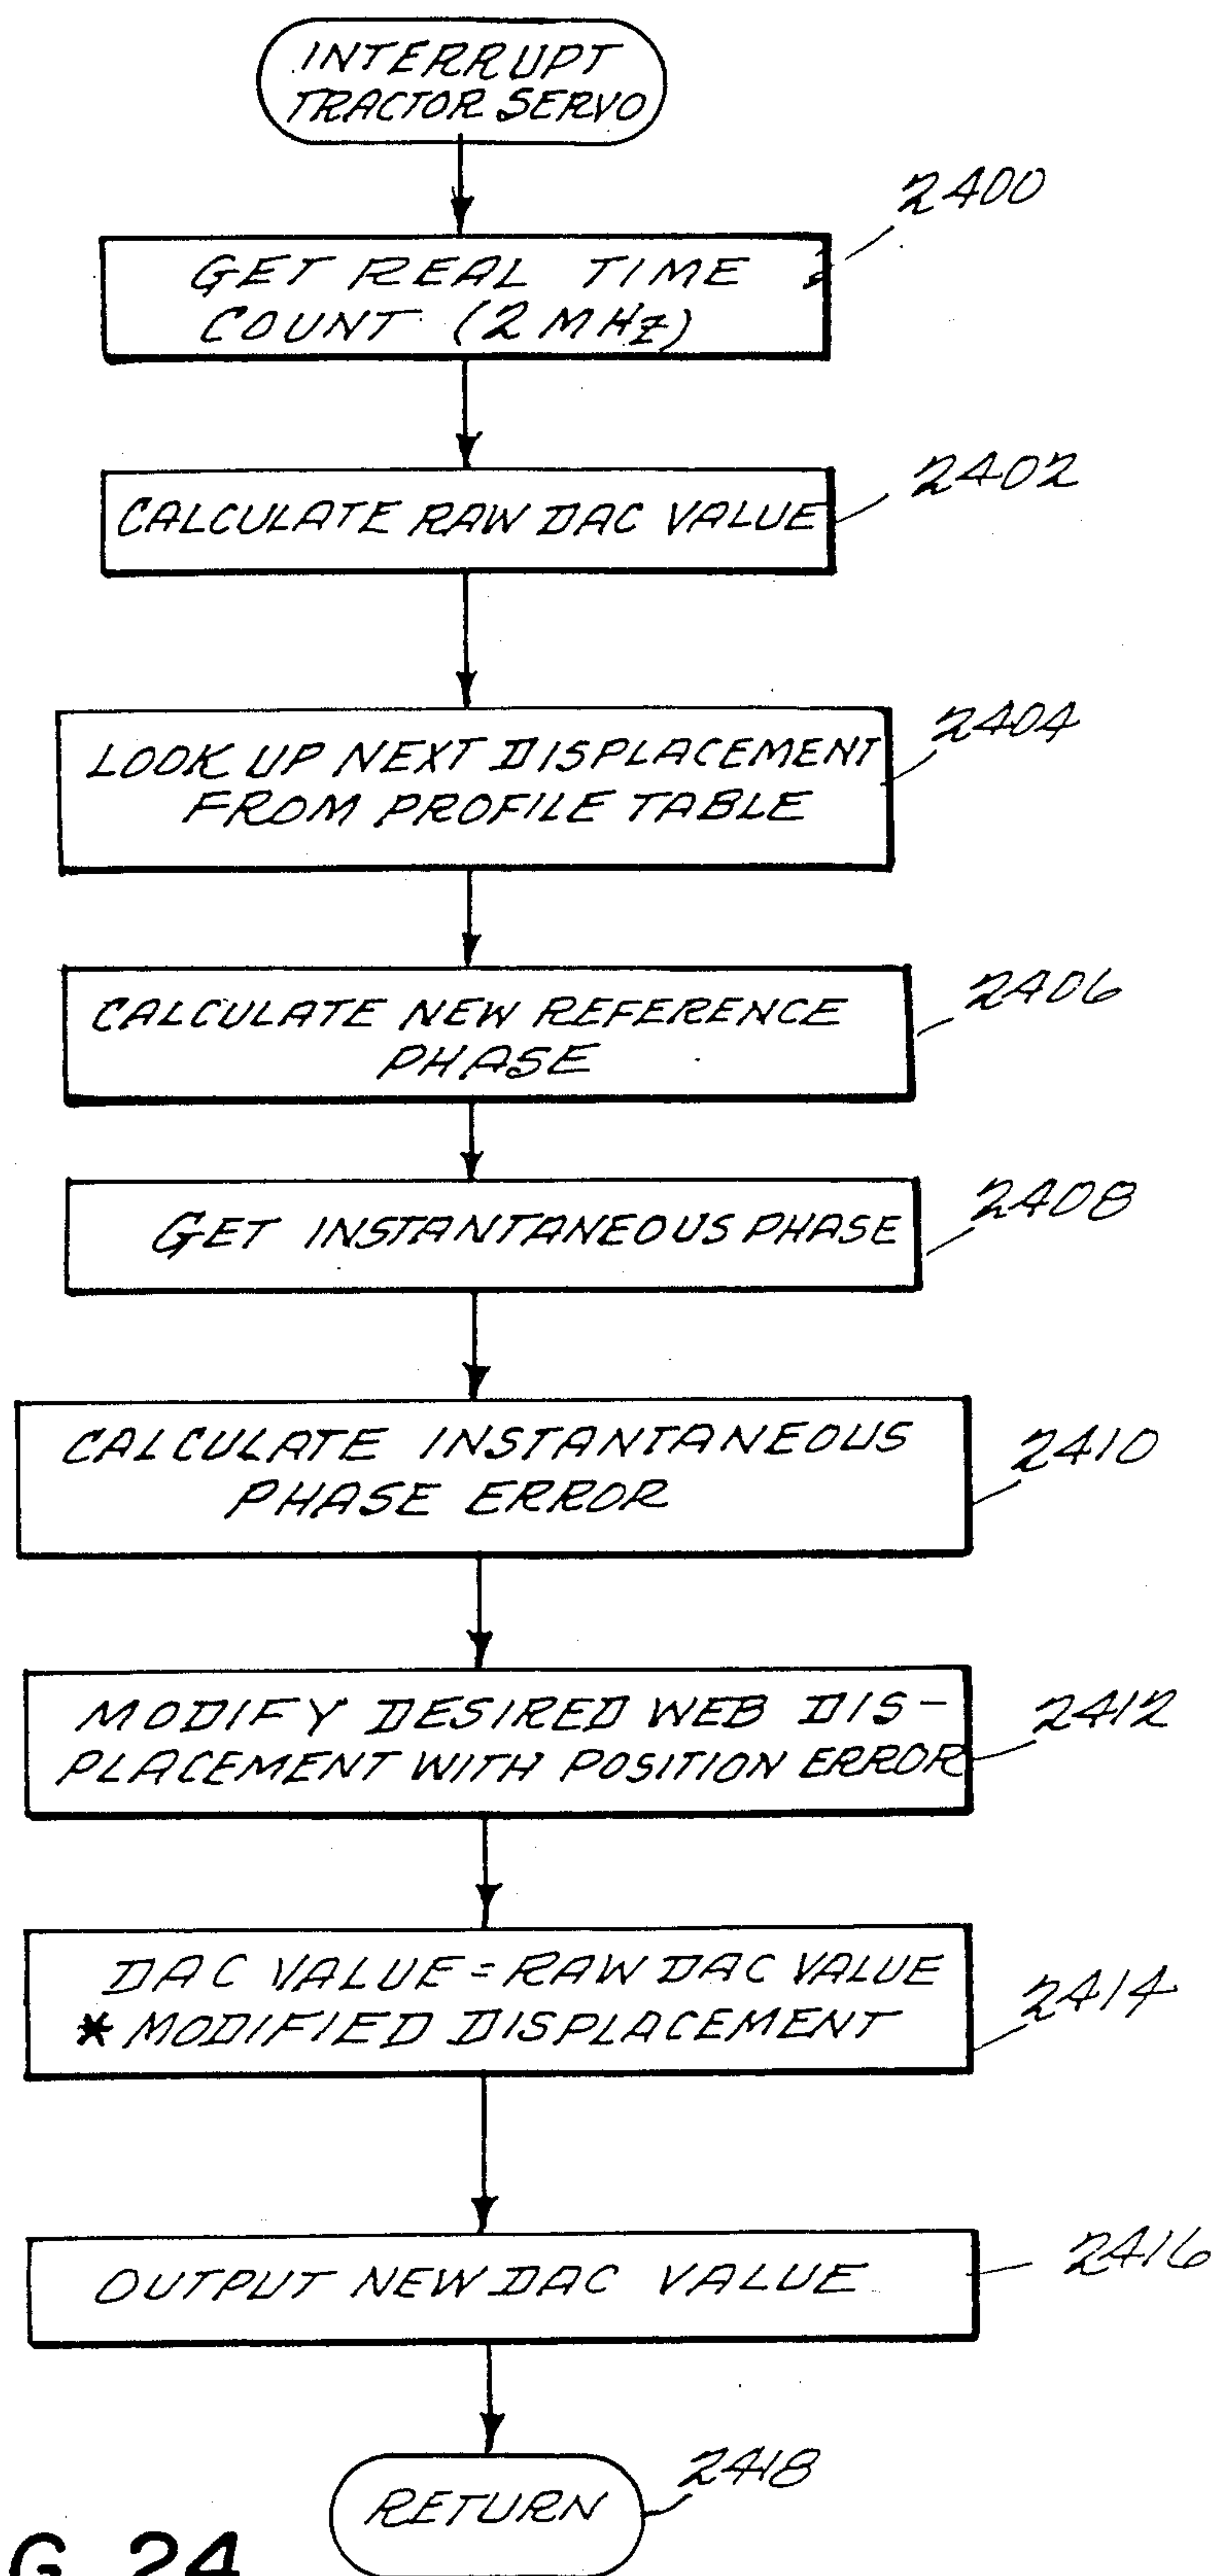 INTERRUPT
TRACTOR SERVO
2400
GET REAL TIME
COUNT (2 MHz)
2402
CALCULATE RAW DAC VALUE
2404
LOOK UP NEXT DISPLACEMENT
FROM PROFILE TABLE
2406
CALCULATE NEW REFERENCE
PHASE
2408
GET INSTANTANEOUS PHASE
2410
CALCULATE INSTANTANEOUS
PHASE ERROR
2412
MODIFY DESIRED WEB DIS-
PLACEMENT WITH POSITION ERROR
2414
DAC VALUE = RAW DAC VALUE
* MODIFIED DISPLACEMENT
2416
OUTPUT NEW DAC VALUE
2418
RETURN
G. 24